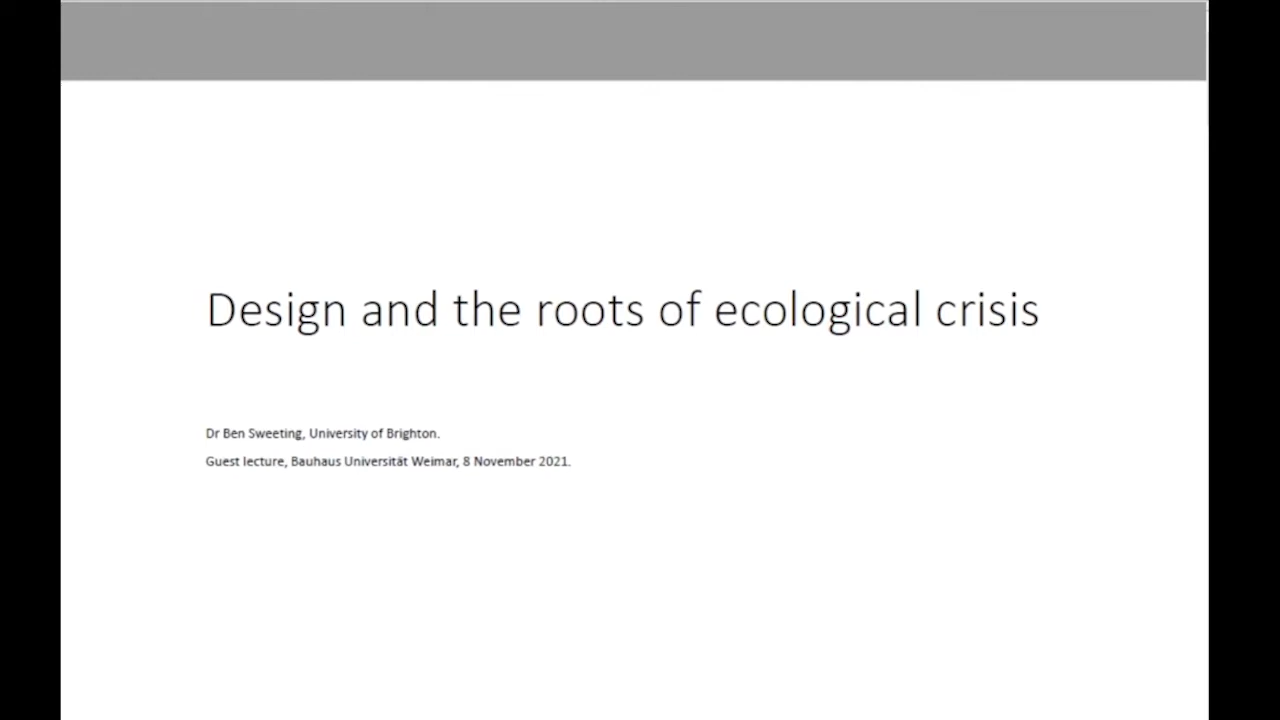 Design and the roots of ecological crisis
Dr Ben Sweeting, University of Brighton.
Guest lecture, Bauhaus Universität Weimar, 8 November 2021.